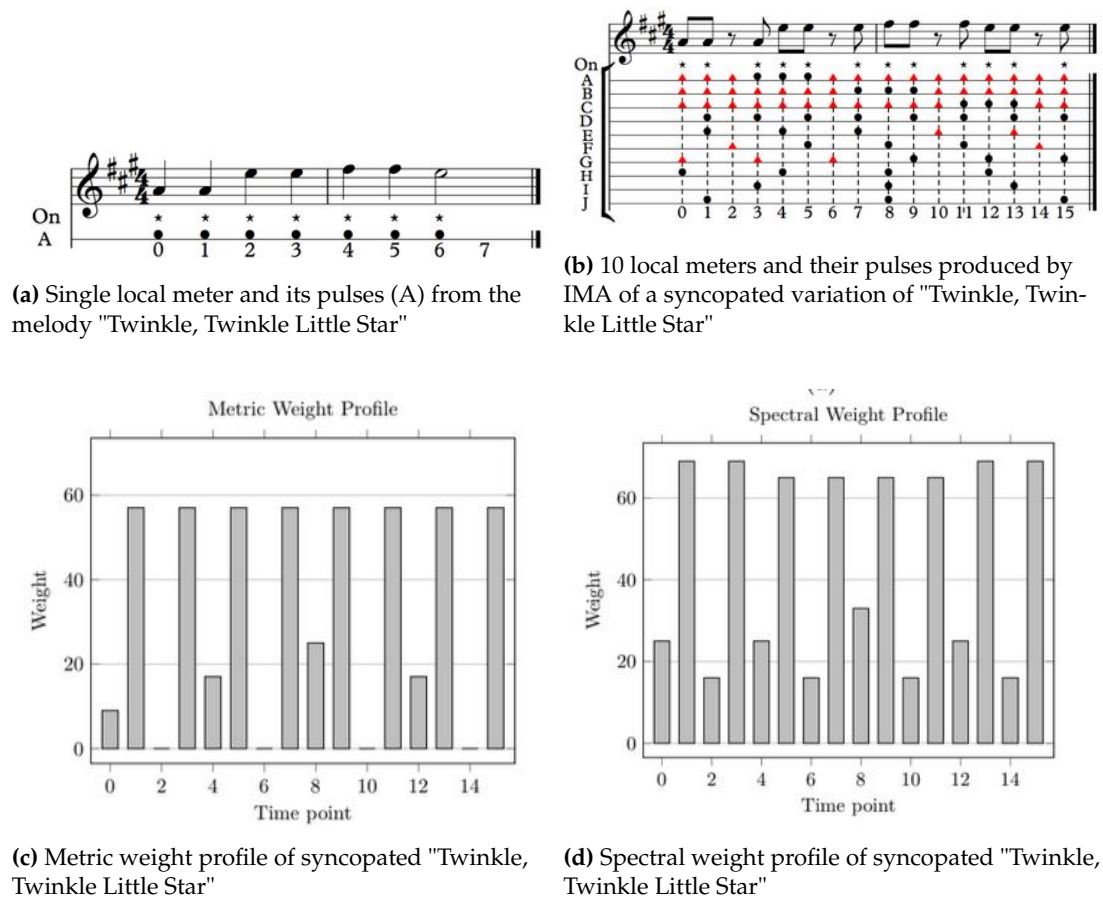 4
4
On
A
0 1 2 3 4 5 6 7
(a) Single local meter and its pulses (A) from the
melody "Twinkle, Twinkle Little Star"
4
4
On
A
B
C
D
E
F
G
H
I
J
0 1 2 3 4 5 6 7 8 9 10 11 12 13 14 15
(b) 10 local meters and their pulses produced by
IMA of a syncopated variation of "Twinkle, Twin-
kle Little Star"
Metric Weight Profile
60
40
20
0
Weight
0 2 4 6 8 10 12 14
Time point
(c) Metric weight profile of syncopated "Twinkle,
Twinkle Little Star"
Spectral Weight Profile
60
40
20
0
Weight
0 2 4 6 8 10 12 14
Time point
(d) Spectral weight profile of syncopated "Twinkle,
Twinkle Little Star"